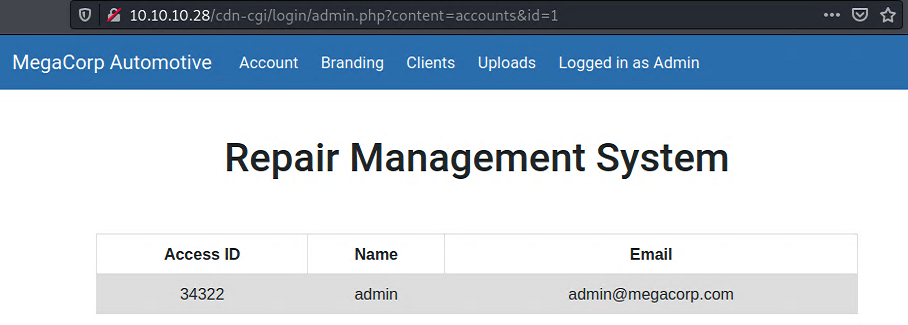 10.10.10.28/cdn-cgi/login/admin.php?content=accounts&id=1
MegaCorp Automotive Account Branding Clients Uploads Logged in as Admin
Repair Management System
Access ID Name Email
34322 admin admin@megacorp.com